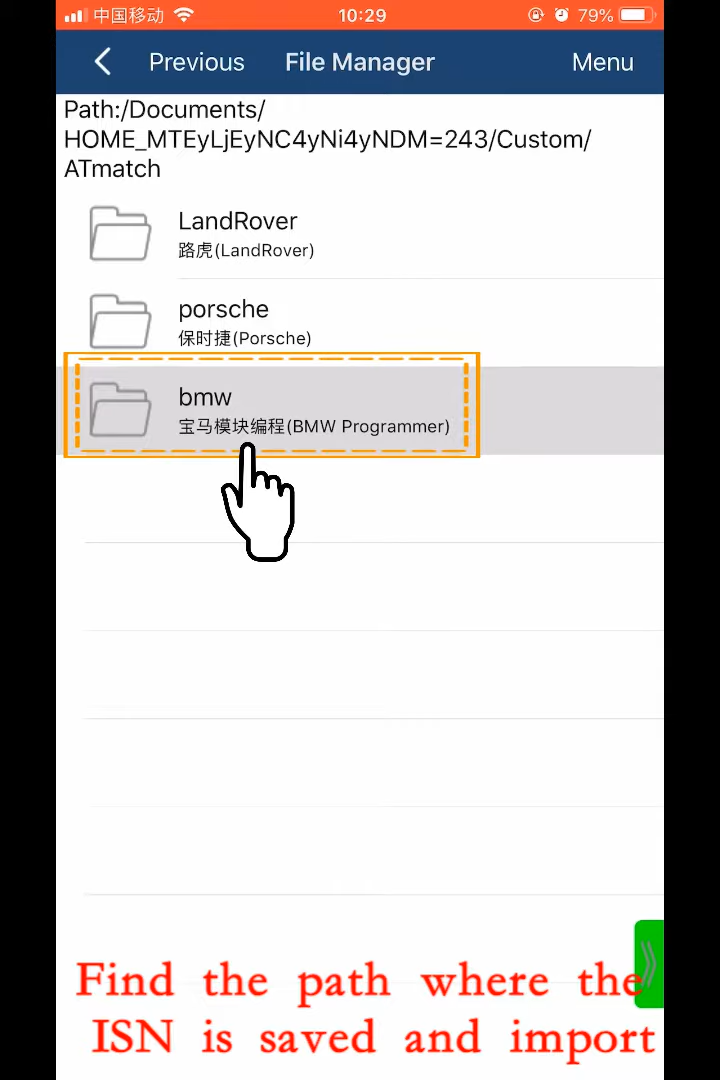 中国移动 10:29 79%
Previous File Manager Menu
Path:/Documents/
HOME_MTEyLjEyNC4yNi4yNDM=243/Custom/
ATmatch
LandRover
路虎(LandRover)
porsche
保时捷(Porsche)
bmw
宝马模块编程(BMW Programmer)
Find the path where the
ISN is saved and import